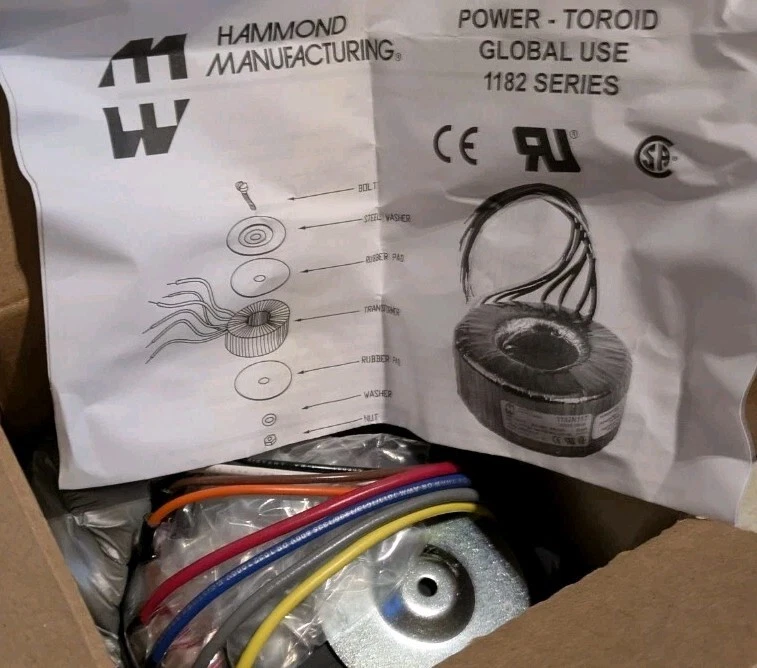 HAMMOND
MANUFACTURING®
POWER - TOROID
GLOBAL USE
1182 SERIES
CE
BOLT
STEEL WASHER
RUBBER PAD
TRANSFORMER
RUBBER PAD
WASHER
NUT